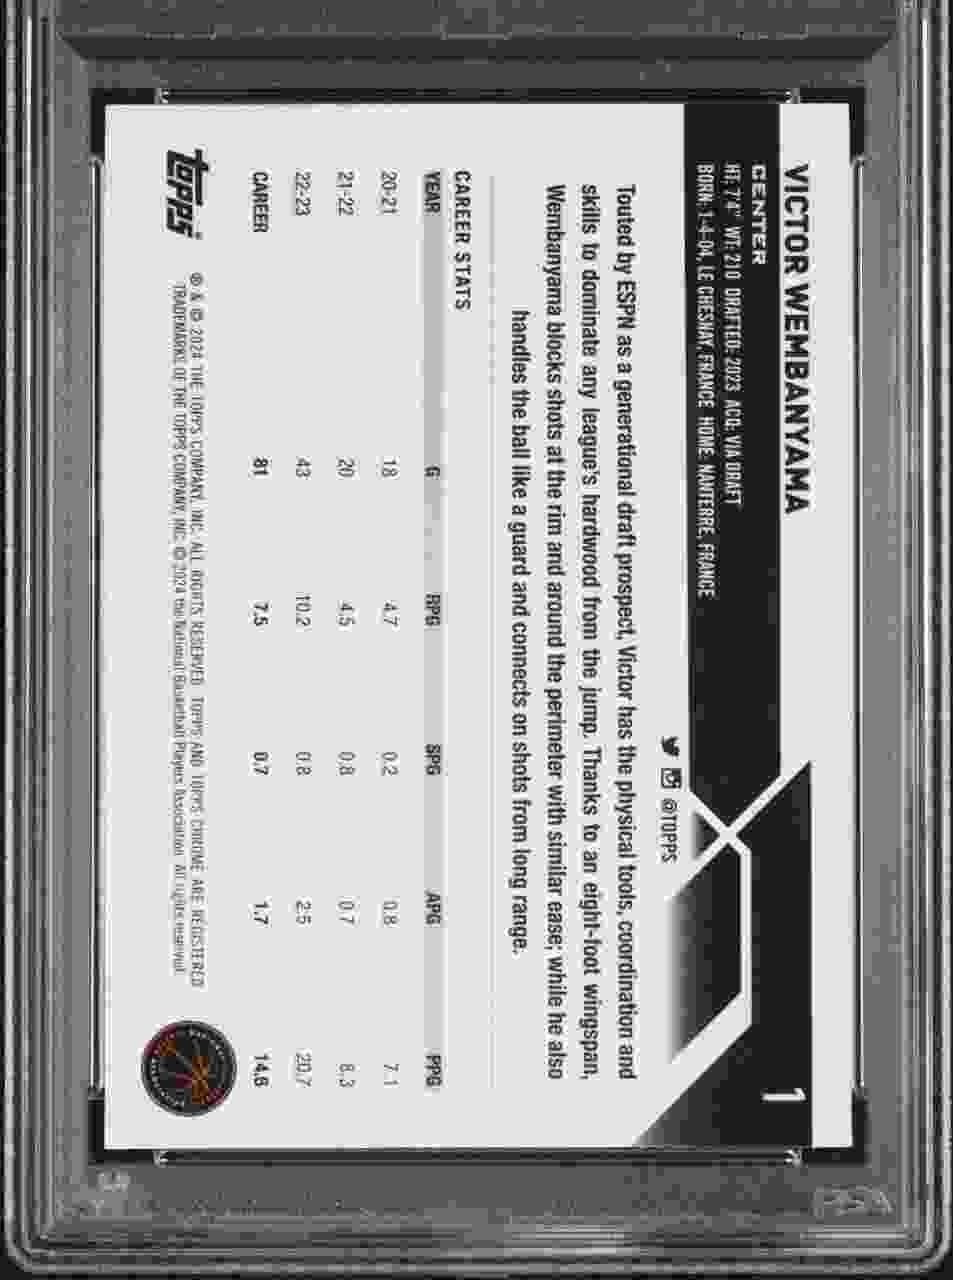 VICTOR WEMBANYAMA
1
CENTER
HT: 7'4" WT: 210 DRAFTED: 2023 ACQ: VIA DRAFT
BORN: 1-4-04, LE CHESNAY, FRANCE HOME: NANTERRE, FRANCE
@TOPPS
Touted by ESPN as a generational draft prospect, Victor has the physical tools, coordination and
skills to dominate any league's hardwood from the jump. Thanks to an eight-foot wingspan,
Wembanyama blocks shots at the rim and around the perimeter with similar ease; while he also
handles the ball like a guard and connects on shots from long range.
CAREER STATS
YEAR G RPG SPG APG PPG
20-21 18 4.7 0.2 0.8 7.1
21-22 20 4.5 0.8 0.7 8.3
22-23 43 10.2 0.8 2.5 20.7
CAREER 81 7.5 0.7 1.7 14.6
Topps
® & © 2024 THE TOPPS COMPANY, INC. ALL RIGHTS RESERVED. TOPPS AND TOPPS CHROME ARE REGISTERED
TRADEMARKS OF THE TOPPS COMPANY, INC. © 2024 the National Basketball Players Association. All rights reserved.
PSA